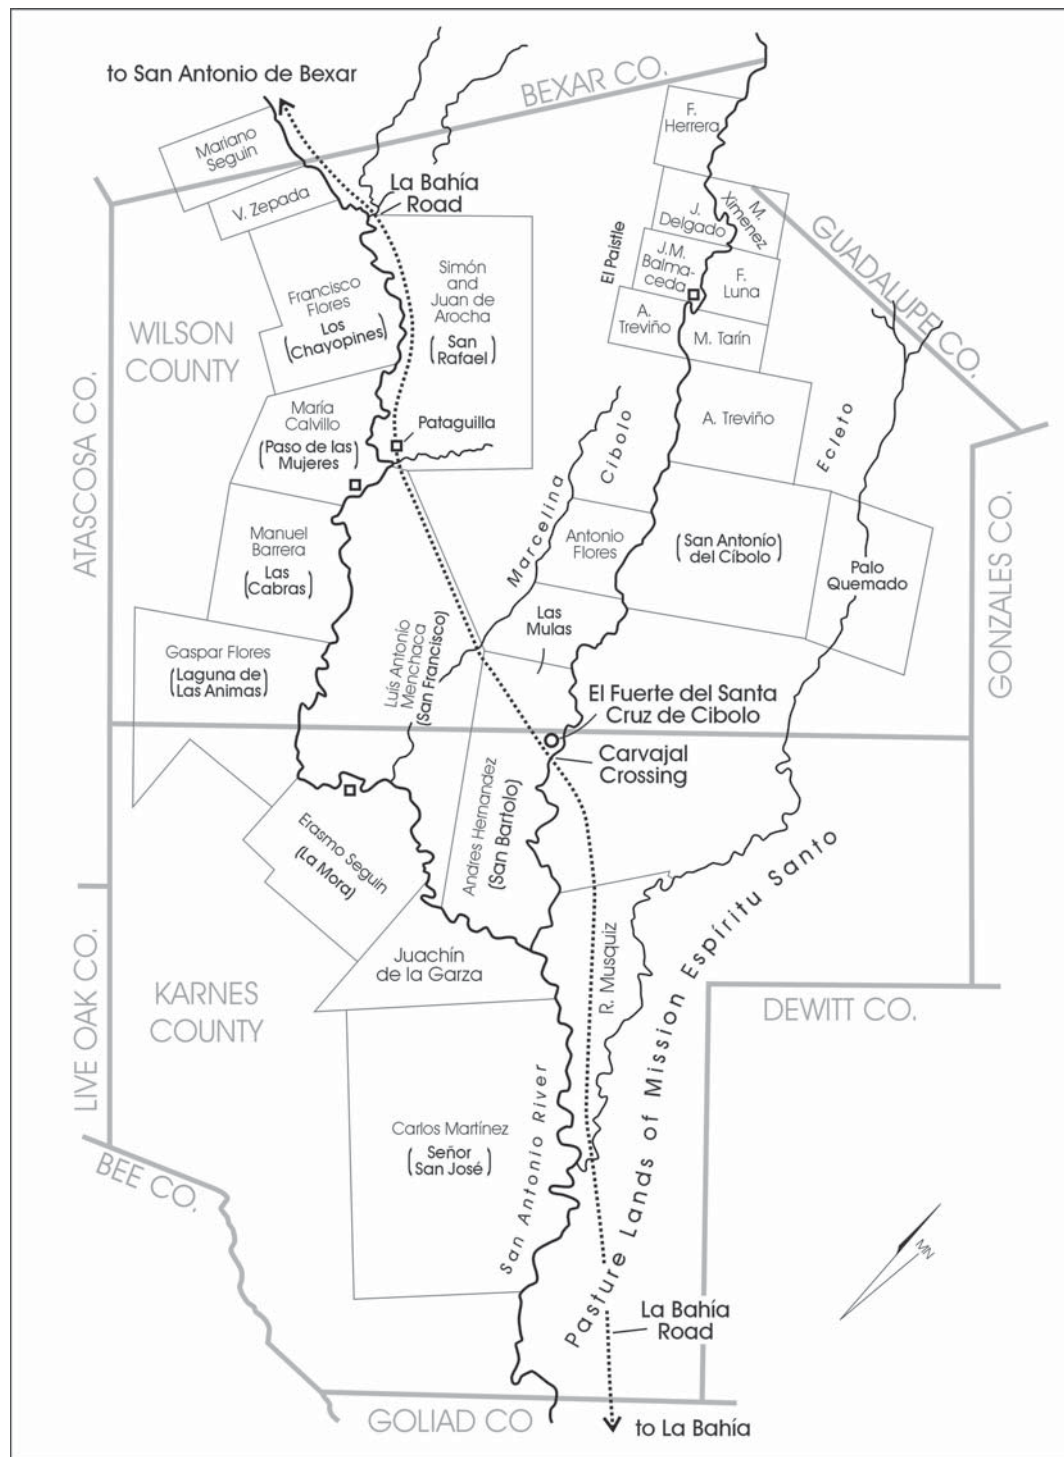 to San Antonio de Bexar
BEXAR CO.
F.
Herrera
Mariano
Seguin
V. Zepada
La Bahía
Road
M.
Ximenez
J.
Delgado
El Paistle
J.M.
Balma-
ceda
F.
Luna
GUADALUPE CO.
Simón
and
Juan de
Arocha
(San
Rafael)
Francisco
Flores
(Los
Chayopines)
A.
Treviño
M. Tarín
WILSON
COUNTY
ATASCOSA CO.
María
Calvillo
(Paso de las
Mujeres)
Pataguilla
Cibolo
A. Treviño
Ecleto
GONZALES CO.
Manuel
Barrera
(Las
Cabras)
Marcelina
Antonio
Flores
(San Antonío
del Cíbolo)
Palo
Quemado
Las
Mulas
Gaspar Flores
(Laguna de
Las Animas)
Luis Antonio
Menchaca
(San Francisco)
El Fuerte del Santa
Cruz de Cibolo
Carvajal
Crossing
Andres Hernandez
(San Bartolo)
Erasmo Seguin
(La Mora)
Juachín
de la Garza
R. Musquiz
Pasture Lands of Mission Espíritu Santo
LIVE OAK CO.
KARNES
COUNTY
DEWITT CO.
Carlos Martínez
(Señor
San José)
San Antonio River
BEE CO.
MN
La Bahía
Road
GOLIAD CO
to La Bahía